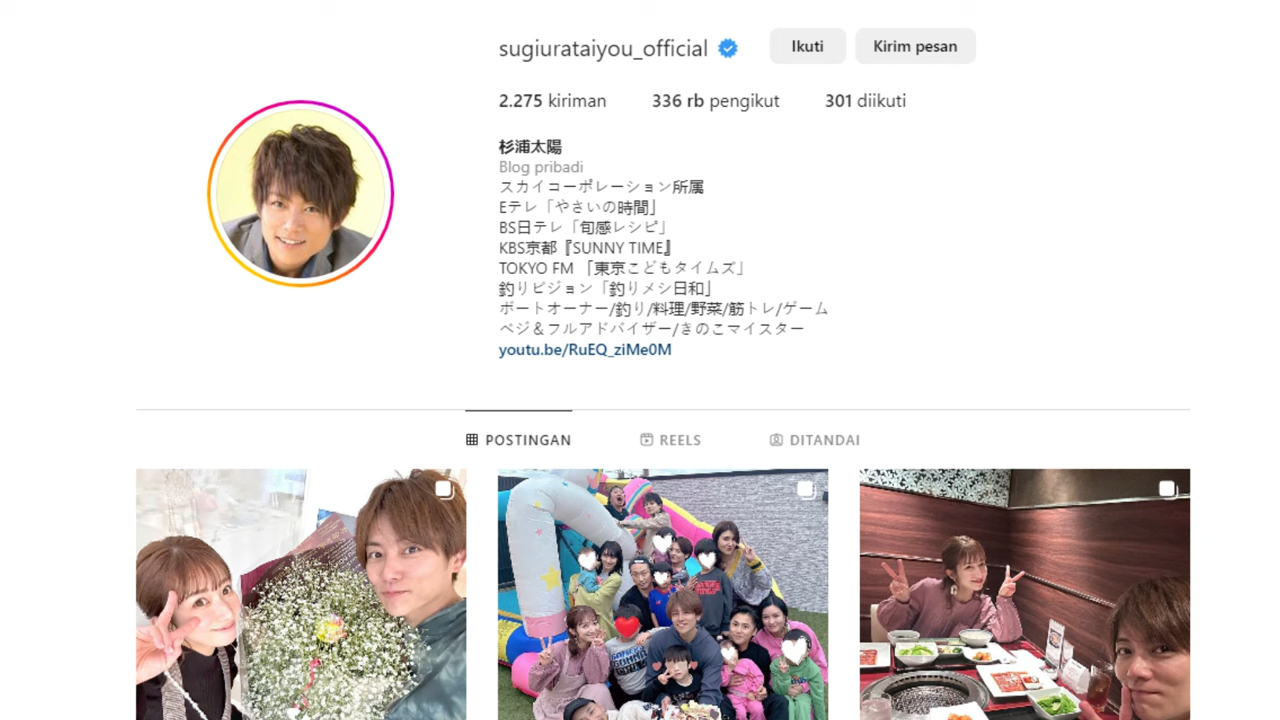 sugiurataiyou_official
Ikuti
Kirim pesan
2.275 kiriman
336 rb pengikut
301 diikuti
杉浦太陽
Blog pribadi
スカイコーポレーション所属
Eテレ「やさいの時間」
BS日テレ「旬感レシピ」
KBS京都『SUNNY TIME』
TOKYO FM 「東京こどもタイムズ」
釣りビジョン「釣りメシ日和」
ボートオーナー/釣り/料理/野菜/筋トレ/ゲーム
ベジ＆フルアドバイザー/きのこマイスター
youtu.be/RuEQ_ziMe0M
POSTINGAN
REELS
DITANDAI